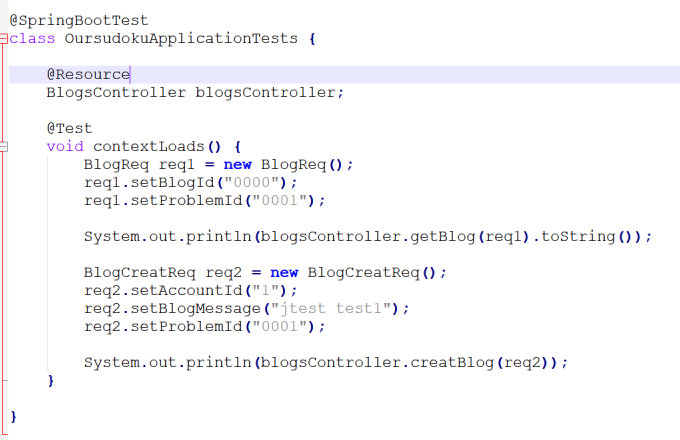 @SpringBootTest
class OursudokuApplicationTests {
@Resource
BlogsController blogsController;
@Test
void contextLoads() {
BlogReq req1 = new BlogReq();
req1.setBlogId("0000");
req1.setProblemId("0001");
System.out.println(blogsController.getBlog(req1).toString());
BlogCreatReq req2 = new BlogCreatReq();
req2.setAccountId("1");
req2.setBlogMessage("jtest test1");
req2.setProblemId("0001");
System.out.println(blogsController.creatBlog(req2));
}
}